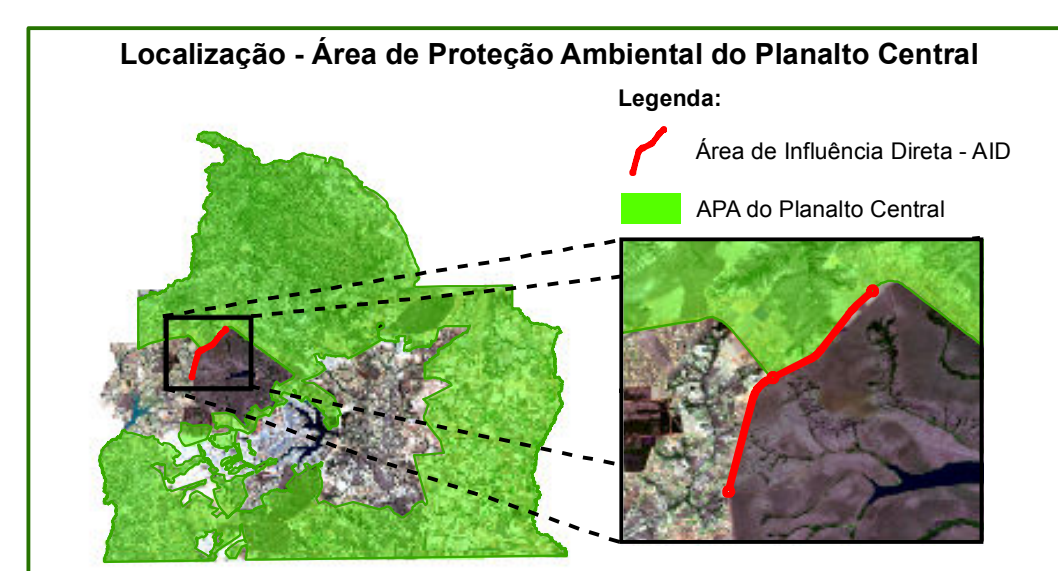 Localização - Área de Proteção Ambiental do Planalto Central
Legenda:
Área de Influência Direta - AID
APA do Planalto Central